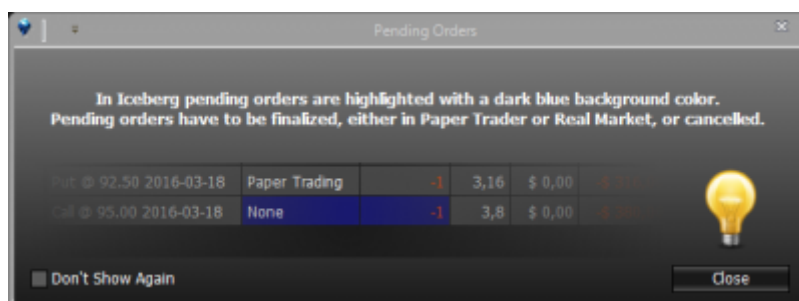 Pending Orders
In Iceberg pending orders are highlighted with a dark blue background color.
Pending orders have to be finalized, either in Paper Trader or Real Market, or cancelled.
Put @ 92.50 2016-03-18 Paper Trading -1 3,16 $ 0,00
Call @ 95.00 2016-03-18 None -1 3,8 $ 0,00
Don't Show Again
Close